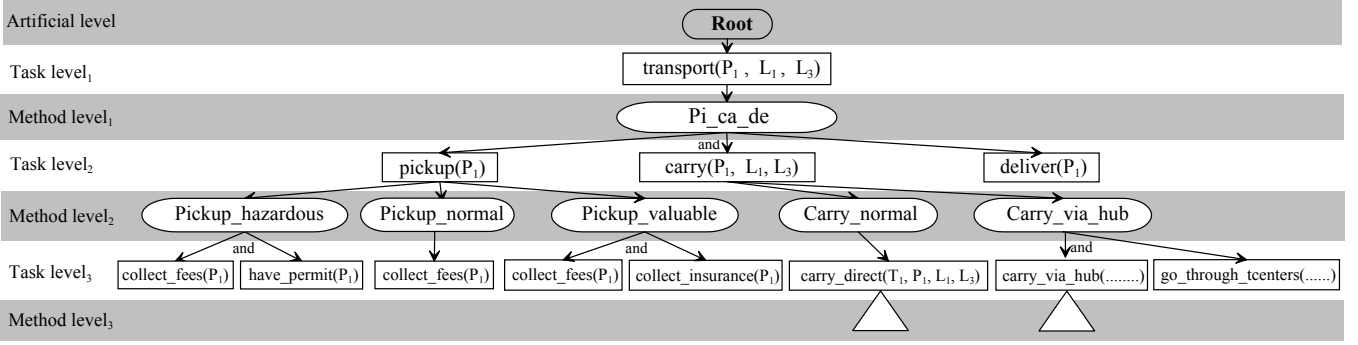 Artificial level
Root
Task level₁
transport(P₁ , L₁ , L₃)
Method level₁
Pi_ca_de
and
Task level₂
pickup(P₁)
carry(P₁, L₁, L₃)
deliver(P₁)
Method level₂
Pickup_hazardous
Pickup_normal
Pickup_valuable
Carry_normal
Carry_via_hub
and
and
and
Task level₃
collect_fees(P₁)
have_permit(P₁)
collect_fees(P₁)
collect_fees(P₁)
collect_insurance(P₁)
carry_direct(T₁, P₁, L₁, L₃)
carry_via_hub(........)
go_through_tcenters(......)
Method level₃